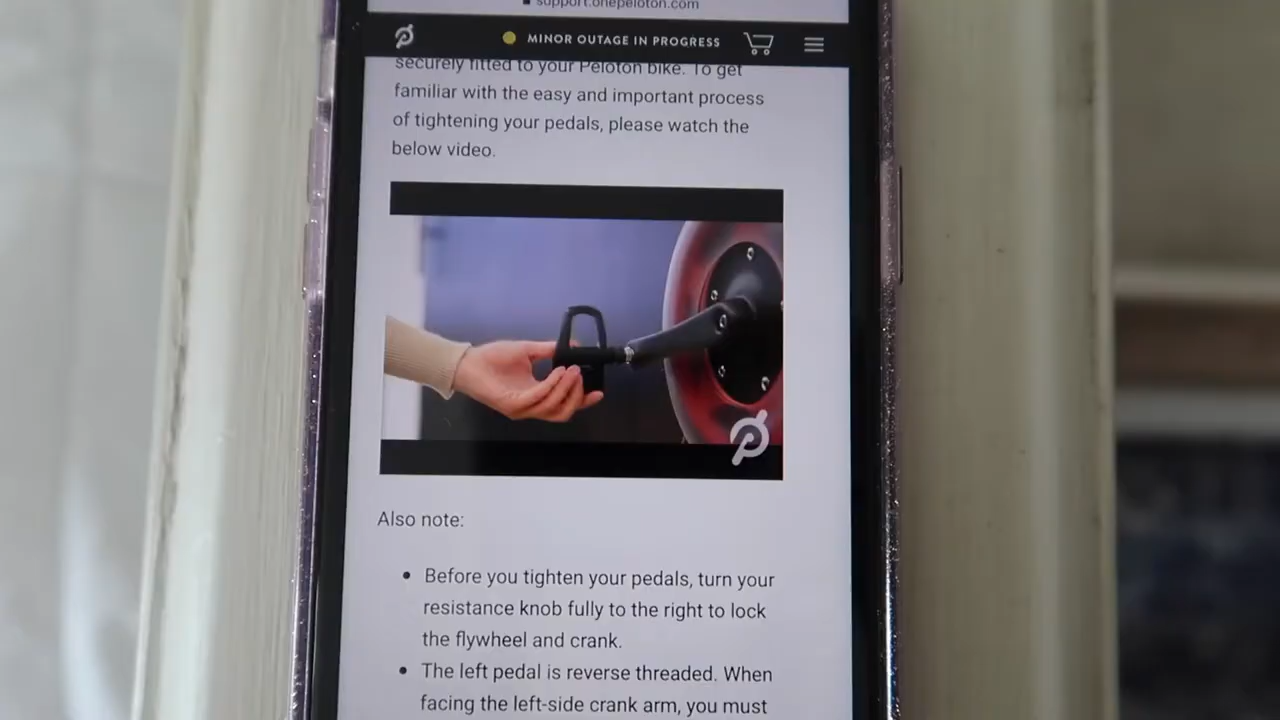 support.onepeloton.com
MINOR OUTAGE IN PROGRESS
securely fitted to your Peloton bike. To get
familiar with the easy and important process
of tightening your pedals, please watch the
below video.
Also note:
• Before you tighten your pedals, turn your
resistance knob fully to the right to lock
the flywheel and crank.
• The left pedal is reverse threaded. When
facing the left-side crank arm, you must